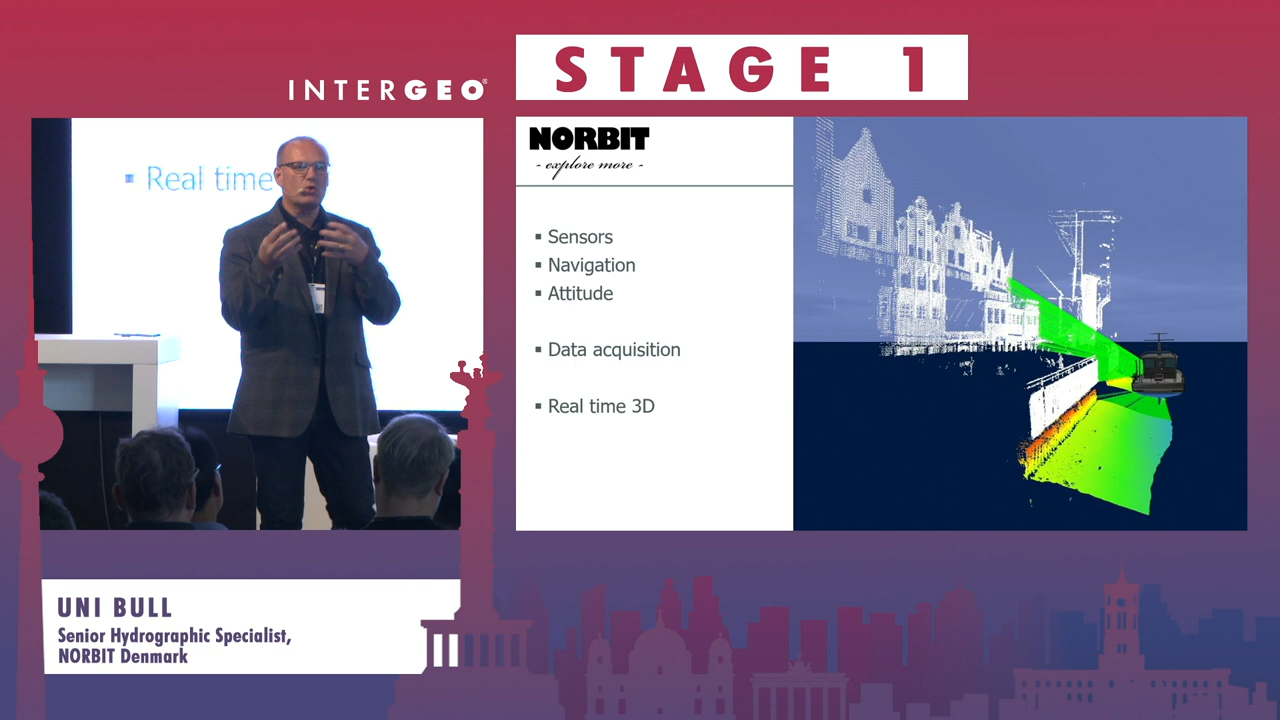 INTERGEO®
STAGE 1
▪ Real time
NORBIT
- explore more -
▪ Sensors
▪ Navigation
▪ Attitude
▪ Data acquisition
▪ Real time 3D
UNI BULL
Senior Hydrographic Specialist,
NORBIT Denmark